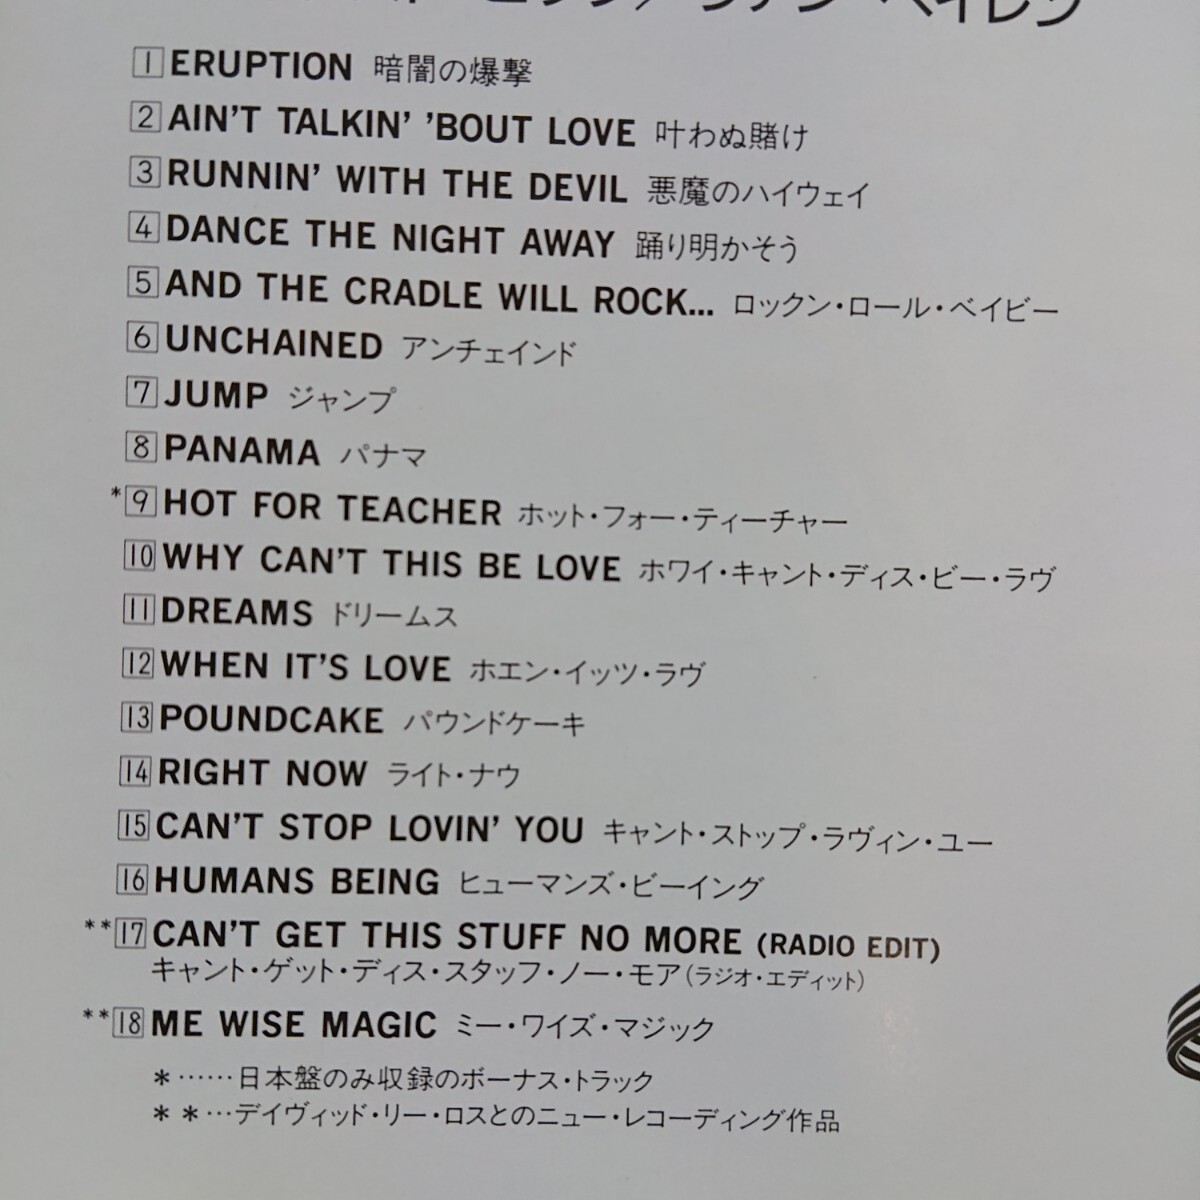 ヴァン・ヘイレン
1 ERUPTION 暗闇の爆撃
2 AIN'T TALKIN' 'BOUT LOVE 叶わぬ賭け
3 RUNNIN' WITH THE DEVIL 悪魔のハイウェイ
4 DANCE THE NIGHT AWAY 踊り明かそう
5 AND THE CRADLE WILL ROCK... ロックン・ロール・ベイビー
6 UNCHAINED アンチェインド
7 JUMP ジャンプ
8 PANAMA パナマ
*9 HOT FOR TEACHER ホット・フォー・ティーチャー
10 WHY CAN'T THIS BE LOVE ホワイ・キャント・ディス・ビー・ラヴ
11 DREAMS ドリームス
12 WHEN IT'S LOVE ホエン・イッツ・ラヴ
13 POUNDCAKE パウンドケーキ
14 RIGHT NOW ライト・ナウ
15 CAN'T STOP LOVIN' YOU キャント・ストップ・ラヴィン・ユー
16 HUMANS BEING ヒューマンズ・ビーイング
**17 CAN'T GET THIS STUFF NO MORE (RADIO EDIT)
キャント・ゲット・ディス・スタッフ・ノー・モア(ラジオ・エディット)
**18 ME WISE MAGIC ミー・ワイズ・マジック
*……日本盤のみ収録のボーナス・トラック
**…デイヴィッド・リー・ロスとのニュー・レコーディング作品